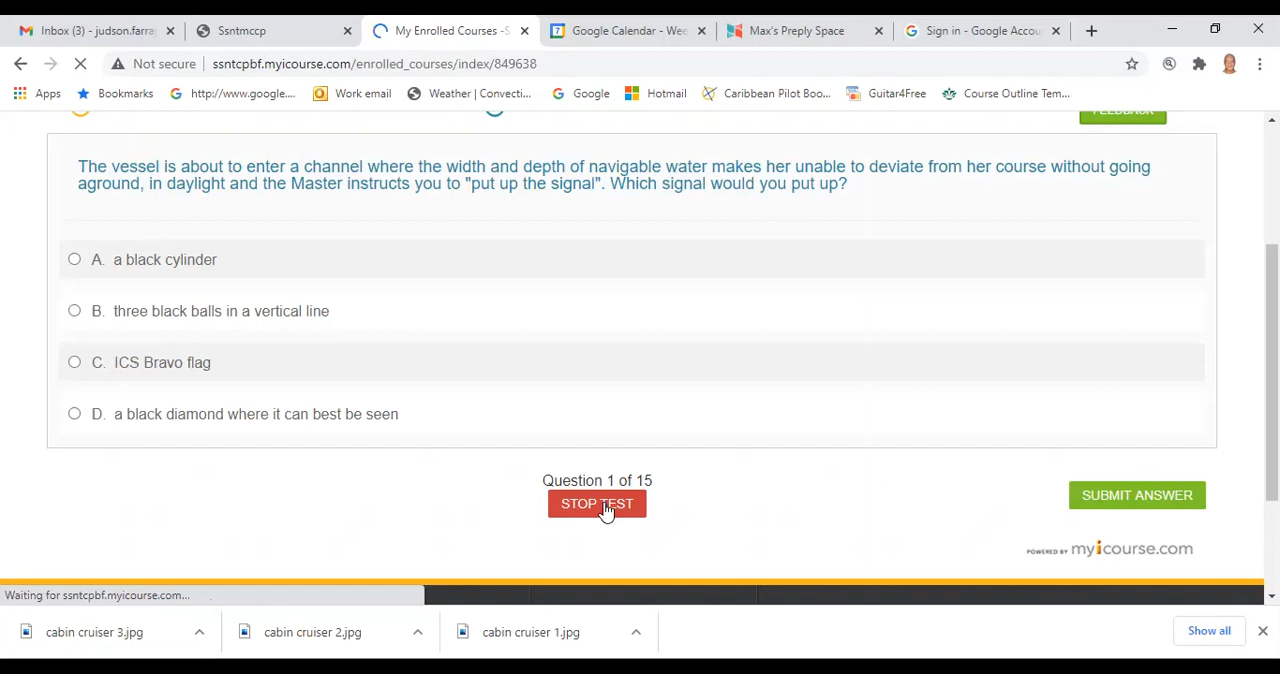 Inbox (3) - judson.farra
Ssntmccp
My Enrolled Courses -S
Google Calendar - Wee
Max's Preply Space
Sign in - Google Accou
Not secure
ssntcpbf.myicourse.com/enrolled_courses/index/849638
Apps
Bookmarks
http://www.google....
Work email
Weather | Convecti...
Google
Hotmail
Caribbean Pilot Boo...
Guitar4Free
Course Outline Tem...
FEEDBACK
The vessel is about to enter a channel where the width and depth of navigable water makes her unable to deviate from her course without going
aground, in daylight and the Master instructs you to "put up the signal". Which signal would you put up?
A. a black cylinder
B. three black balls in a vertical line
C. ICS Bravo flag
D. a black diamond where it can best be seen
Question 1 of 15
STOP TEST
SUBMIT ANSWER
POWERED BY myicourse.com
Waiting for ssntcpbf.myicourse.com...
cabin cruiser 3.jpg
cabin cruiser 2.jpg
cabin cruiser 1.jpg
Show all